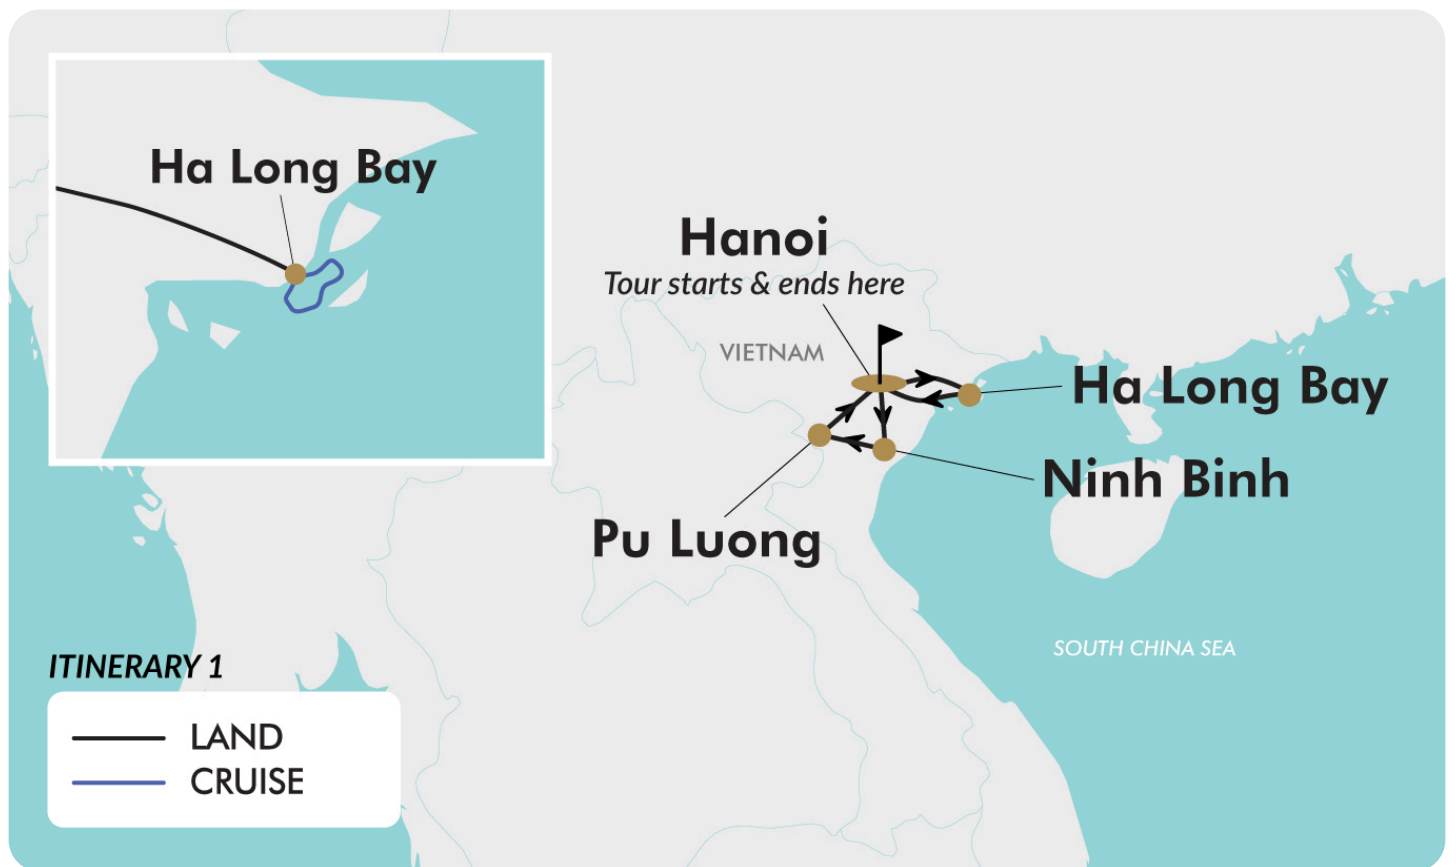 Ha Long Bay
Hanoi
Tour starts & ends here
VIETNAM
Ha Long Bay
Ninh Binh
Pu Luong
SOUTH CHINA SEA
ITINERARY 1
LAND
CRUISE